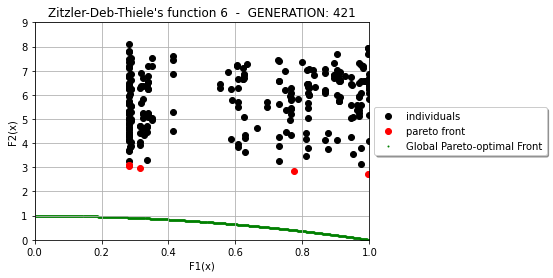 Zitzler-Deb-Thiele's function 6 - GENERATION: 421
9
8
7
6
5
4
3
2
1
0
F2(x)
0.0 0.2 0.4 0.6 0.8 1.0
F1(x)
individuals
pareto front
Global Pareto-optimal Front